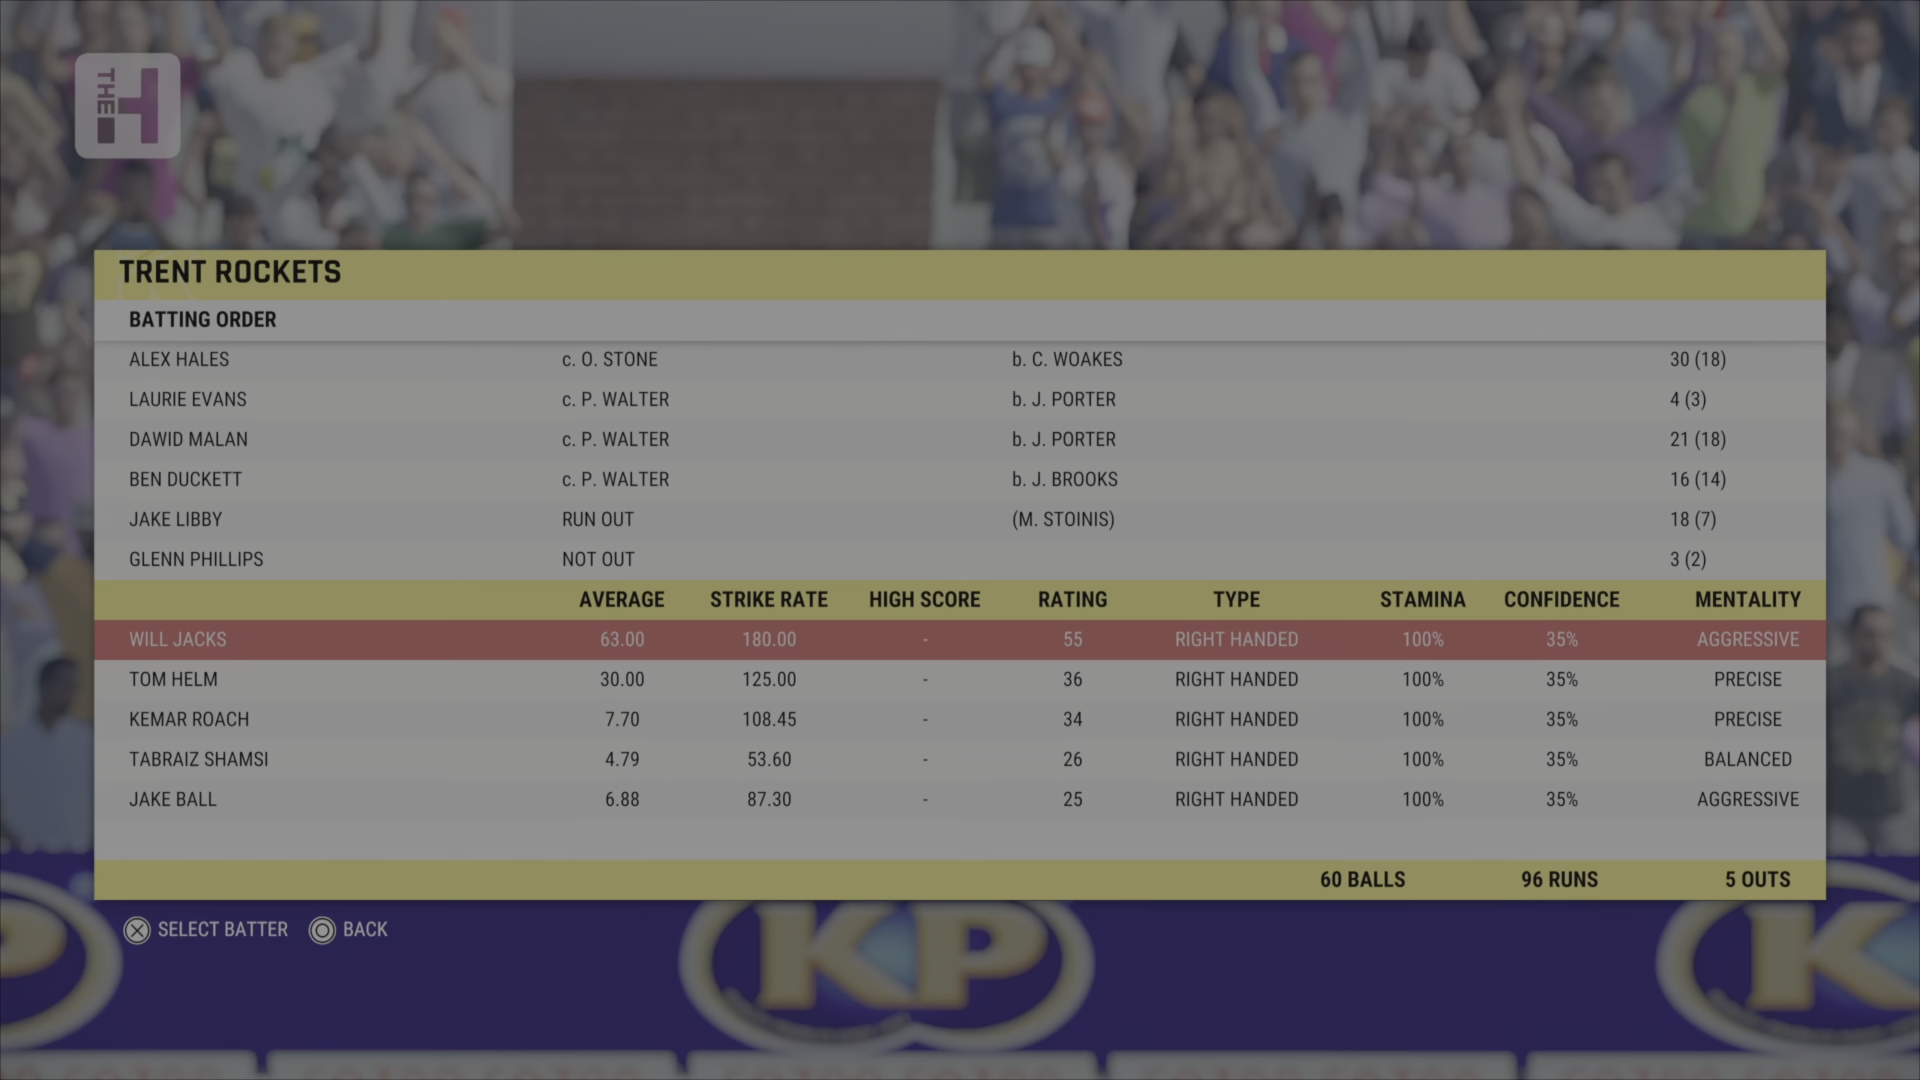 THE H
TRENT ROCKETS
BATTING ORDER
ALEX HALES c. O. STONE b. C. WOAKES 30 (18)
LAURIE EVANS c. P. WALTER b. J. PORTER 4 (3)
DAWID MALAN c. P. WALTER b. J. PORTER 21 (18)
BEN DUCKETT c. P. WALTER b. J. BROOKS 16 (14)
JAKE LIBBY RUN OUT (M. STOINIS) 18 (7)
GLENN PHILLIPS NOT OUT 3 (2)
AVERAGE STRIKE RATE HIGH SCORE RATING TYPE STAMINA CONFIDENCE MENTALITY
WILL JACKS 63.00 180.00 - 55 RIGHT HANDED 100% 35% AGGRESSIVE
TOM HELM 30.00 125.00 - 36 RIGHT HANDED 100% 35% PRECISE
KEMAR ROACH 7.70 108.45 - 34 RIGHT HANDED 100% 35% PRECISE
TABRAIZ SHAMSI 4.79 53.60 - 26 RIGHT HANDED 100% 35% BALANCED
JAKE BALL 6.88 87.30 - 25 RIGHT HANDED 100% 35% AGGRESSIVE
60 BALLS 96 RUNS 5 OUTS
SELECT BATTER BACK
KP